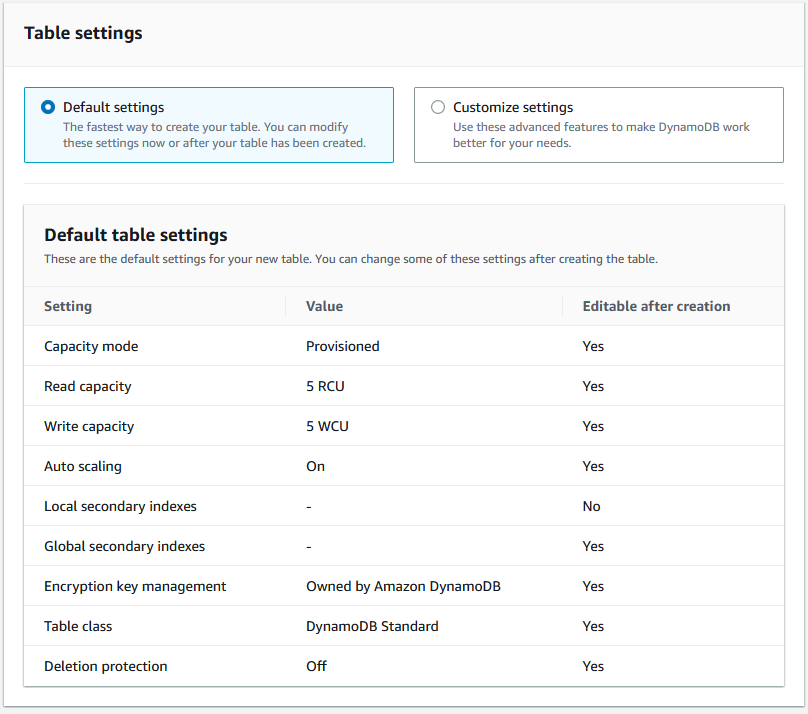 Table settings
Default settings
The fastest way to create your table. You can modify
these settings now or after your table has been created.
Customize settings
Use these advanced features to make DynamoDB work
better for your needs.
Default table settings
These are the default settings for your new table. You can change some of these settings after creating the table.
Setting Value Editable after creation
Capacity mode Provisioned Yes
Read capacity 5 RCU Yes
Write capacity 5 WCU Yes
Auto scaling On Yes
Local secondary indexes - No
Global secondary indexes - Yes
Encryption key management Owned by Amazon DynamoDB Yes
Table class DynamoDB Standard Yes
Deletion protection Off Yes